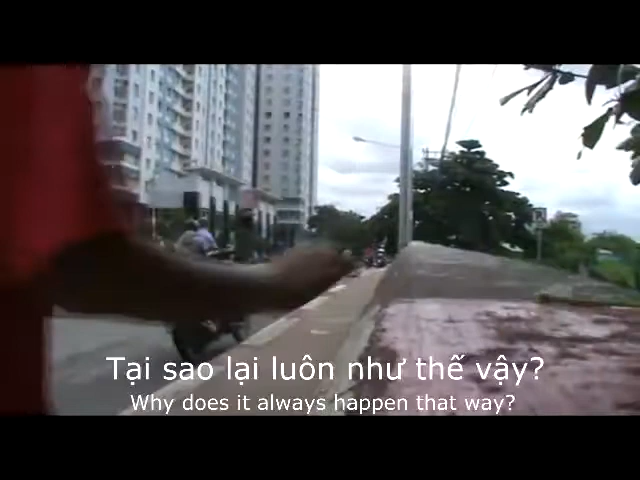 Tại sao lại luôn như thế vậy?
Why does it always happen that way?